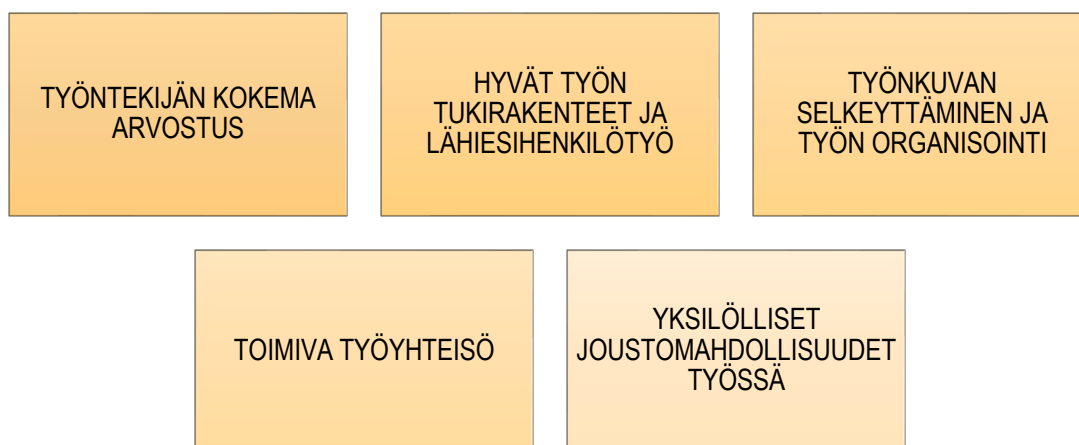 TYÖNTEKIJÄN KOKEMA
ARVOSTUS
HYVÄT TYÖN
TUKIRAKENTEET JA
LÄHIESIHENKILÖTYÖ
TYÖNKUVAN
SELKEYTTÄMINEN JA
TYÖN ORGANISOINTI
TOIMIVA TYÖYHTEISÖ
YKSILÖLLISET
JOUSTOMAHDOLLISUUDET
TYÖSSÄ